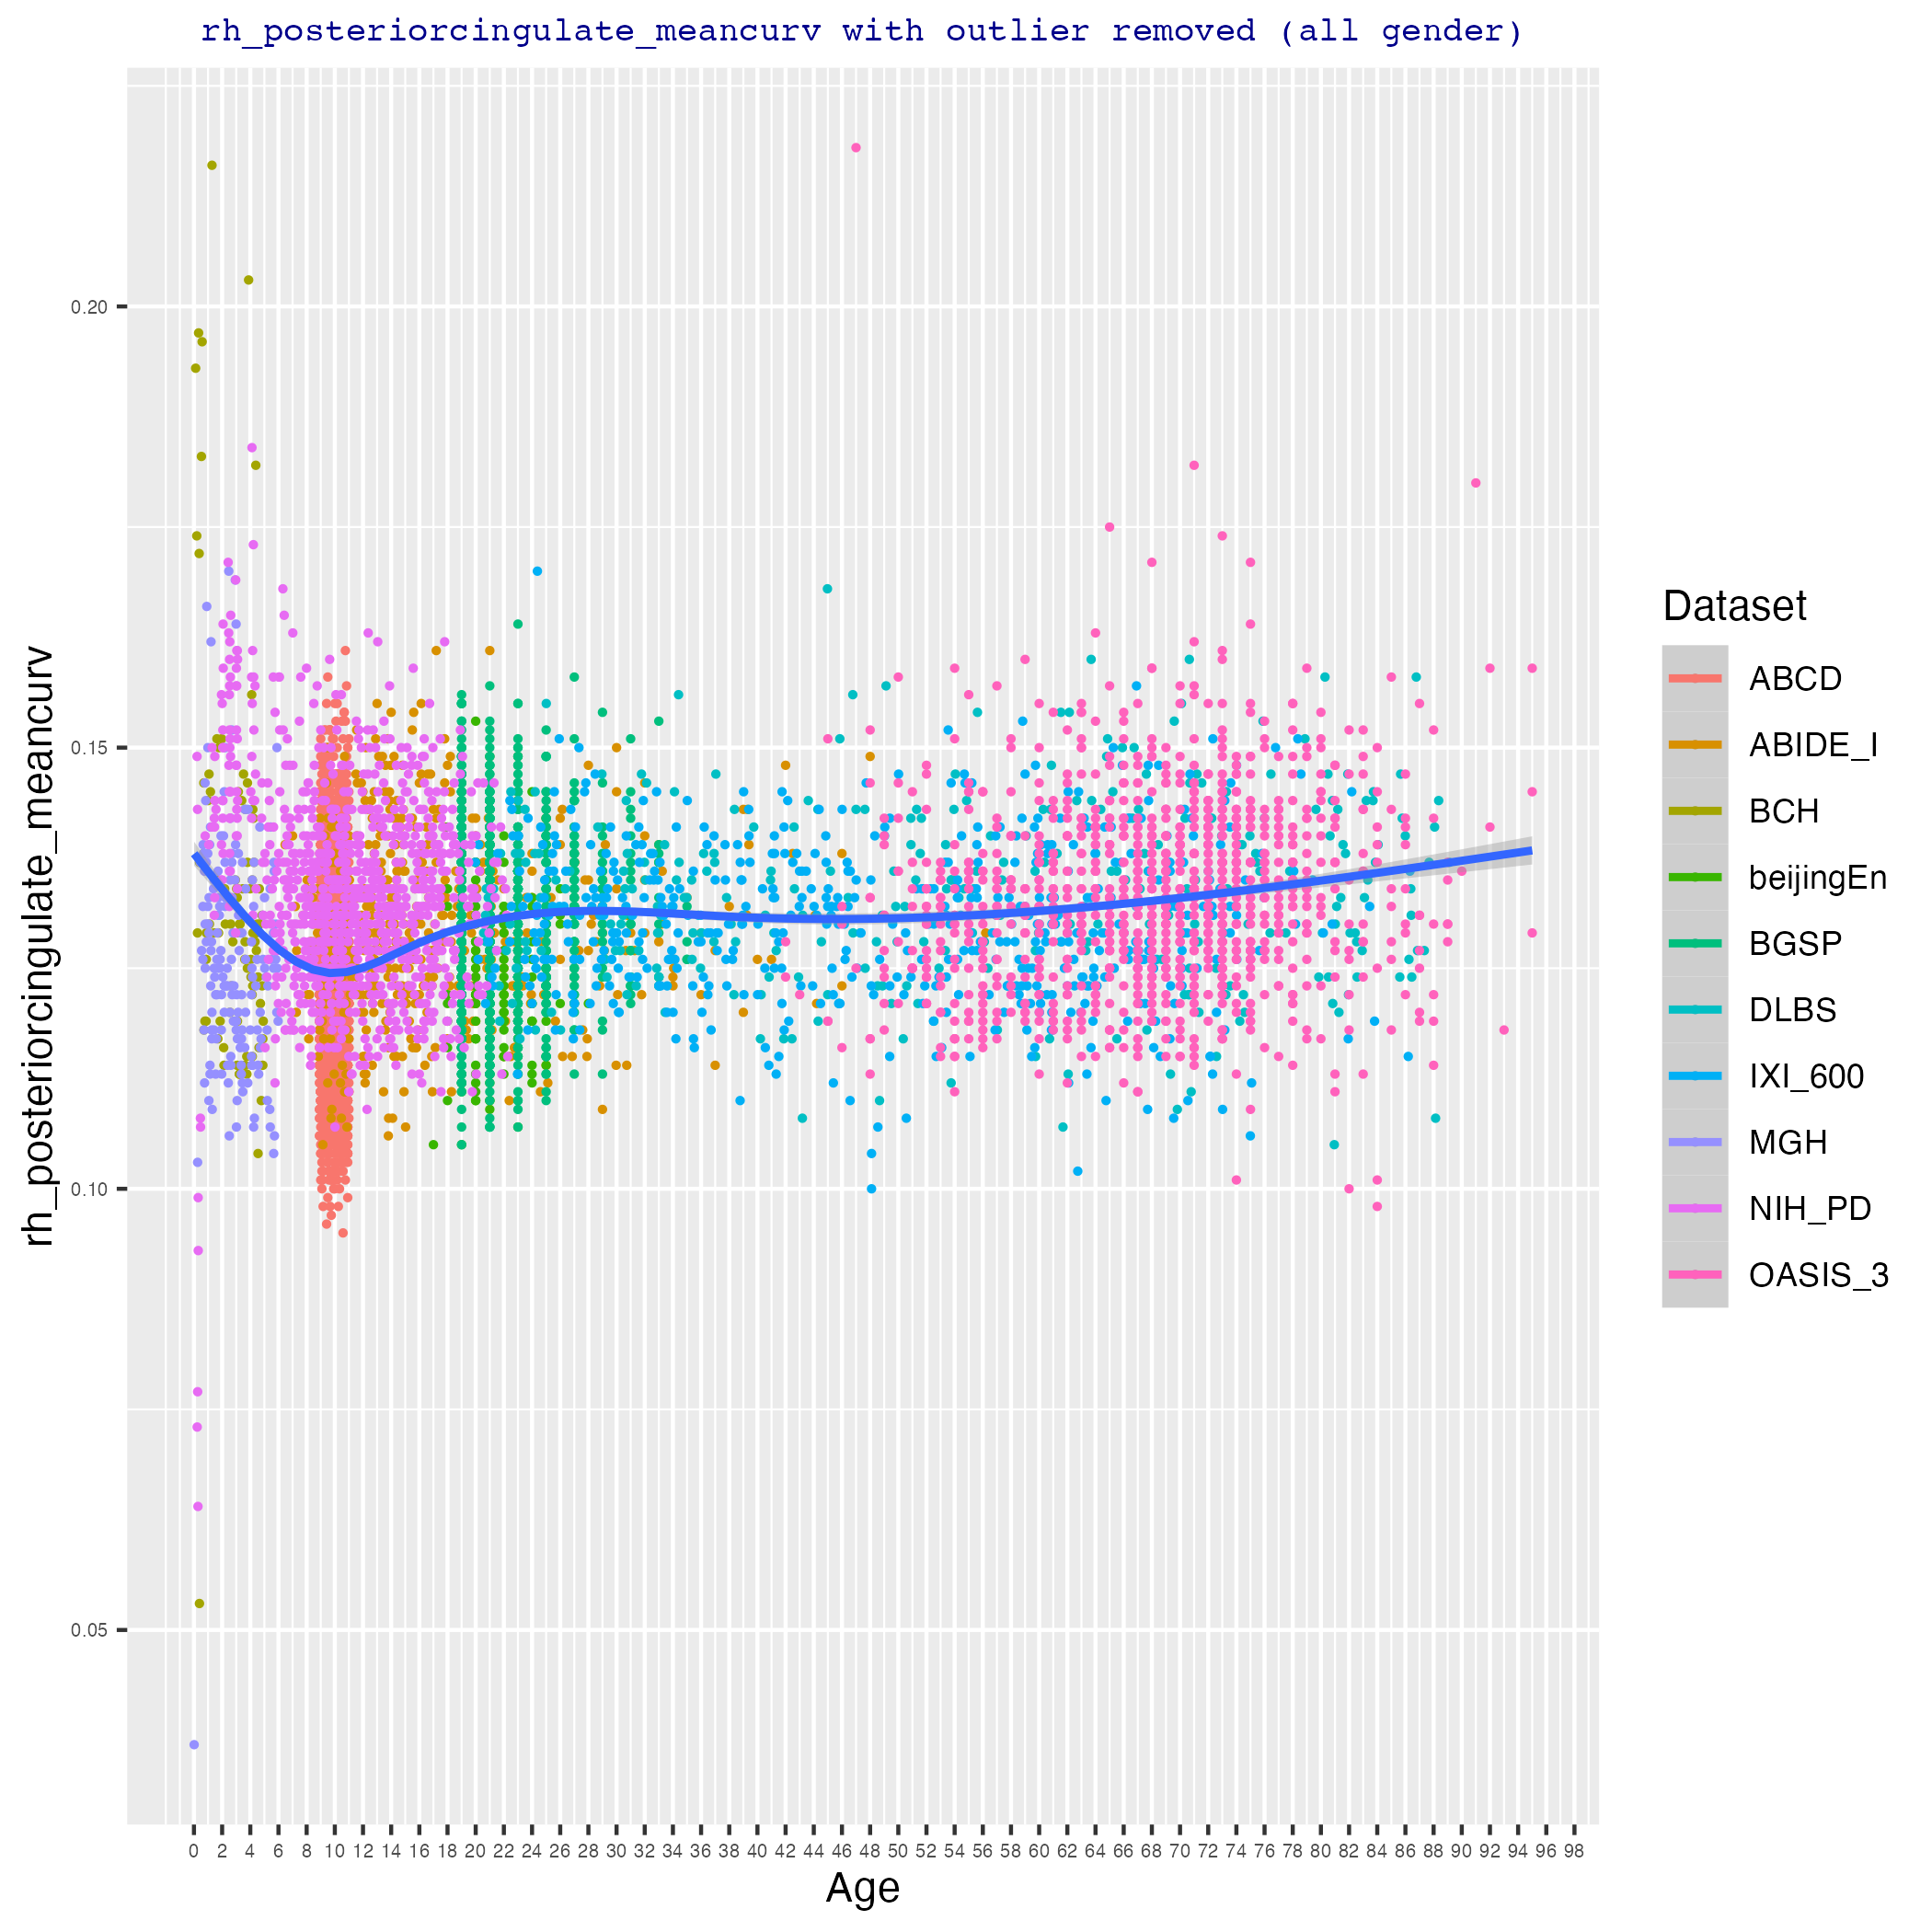 rh_posteriorcingulate_meancurv with outlier removed (all gender)
rh_posteriorcingulate_meancurv
0.20
0.15
0.10
0.05
0 2 4 6 8 10 12 14 16 18 20 22 24 26 28 30 32 34 36 38 40 42 44 46 48 50 52 54 56 58 60 62 64 66 68 70 72 74 76 78 80 82 84 86 88 90 92 94 96 98
Age
Dataset
ABCD
ABIDE_I
BCH
beijingEn
BGSP
DLBS
IXI_600
MGH
NIH_PD
OASIS_3